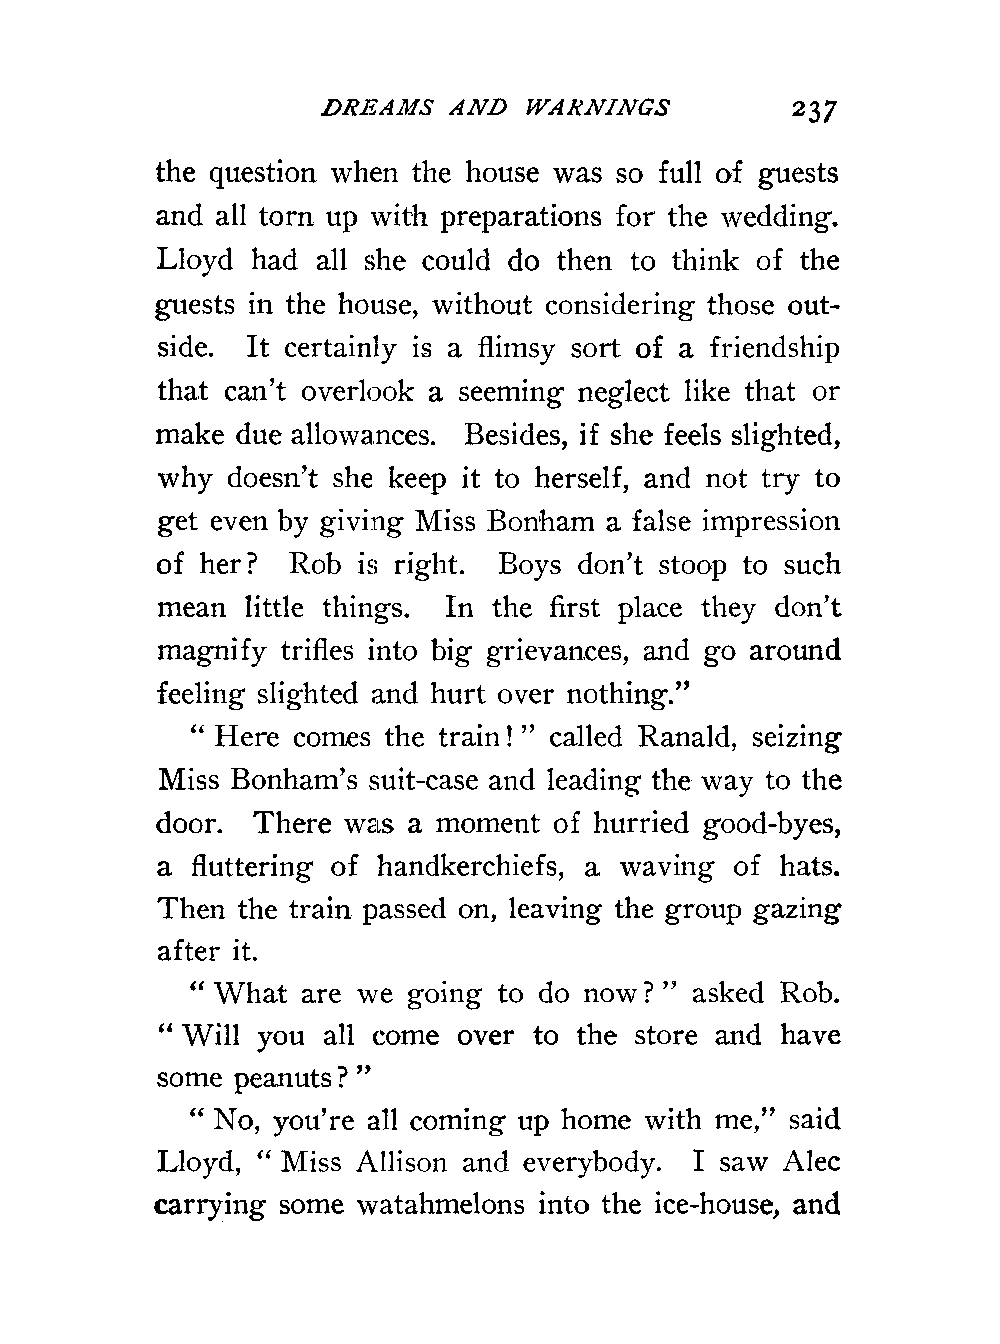 DREAMS AND WARNINGS 237
the question when the house was so full of guests
and all torn up with preparations for the wedding.
Lloyd had all she could do then to think of the
guests in the house, without considering those out-
side. It certainly is a flimsy sort of a friendship
that can't overlook a seeming neglect like that or
make due allowances. Besides, if she feels slighted,
why doesn't she keep it to herself, and not try to
get even by giving Miss Bonham a false impression
of her? Rob is right. Boys don't stoop to such
mean little things. In the first place they don't
magnify trifles into big grievances, and go around
feeling slighted and hurt over nothing."
" Here comes the train! " called Ranald, seizing
Miss Bonham's suit-case and leading the way to the
door. There was a moment of hurried good-byes,
a fluttering of handkerchiefs, a waving of hats.
Then the train passed on, leaving the group gazing
after it.
" What are we going to do now? " asked Rob.
" Will you all come over to the store and have
some peanuts? "
" No, you're all coming up home with me," said
Lloyd, " Miss Allison and everybody. I saw Alec
carrying some watahmelons into the ice-house, and